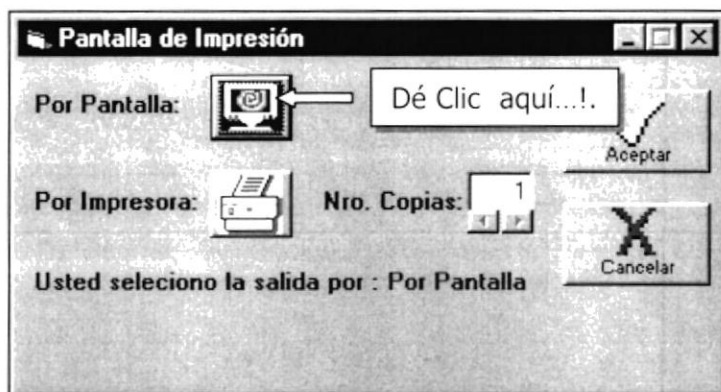 Pantalla de Impresión
Por Pantalla:
Dé Clic aquí...!.
Aceptar
Por Impresora:
Nro. Copias:
1
Cancelar
Usted selecciono la salida por : Por Pantalla